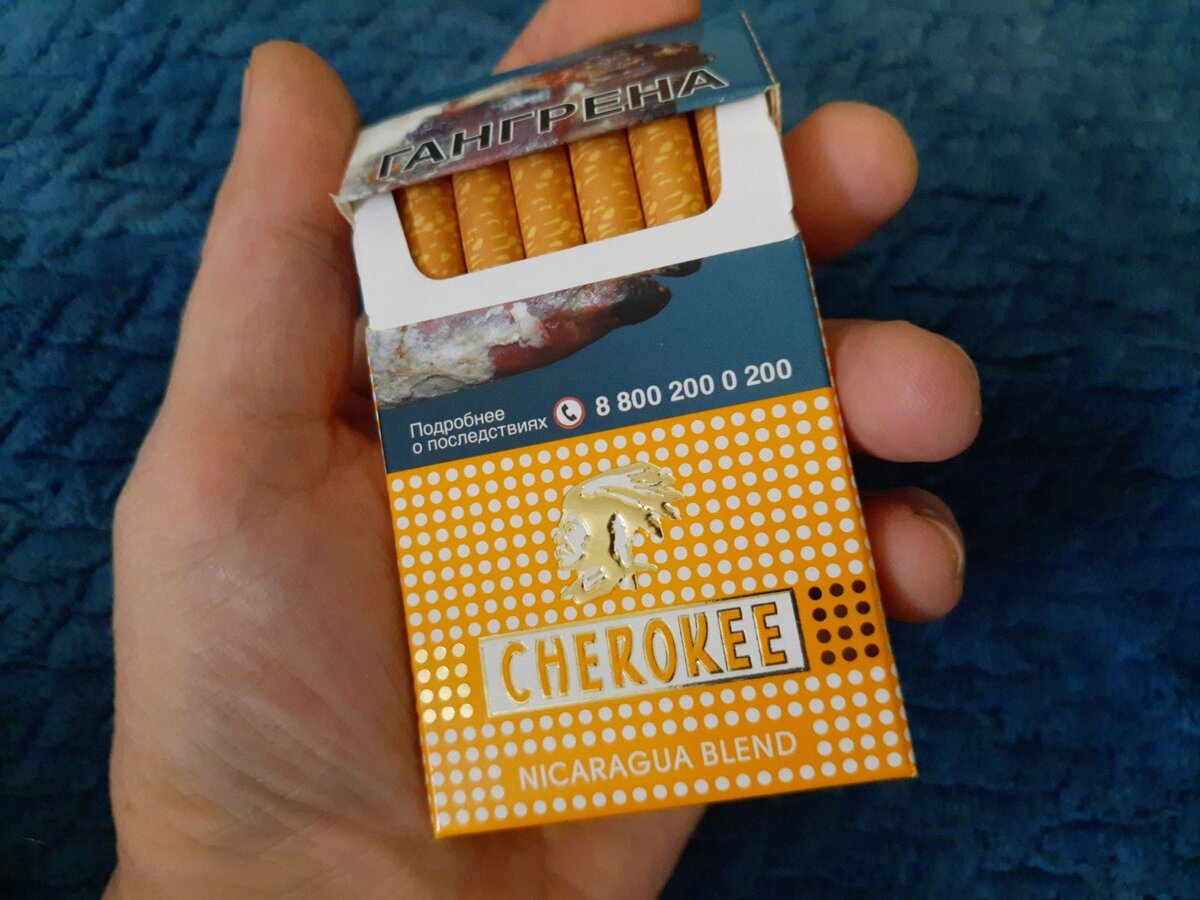 ГАНГРЕНА
Подробнее
о последствиях 8 800 200 0 200
CHEROKEE
NICARAGUA BLEND